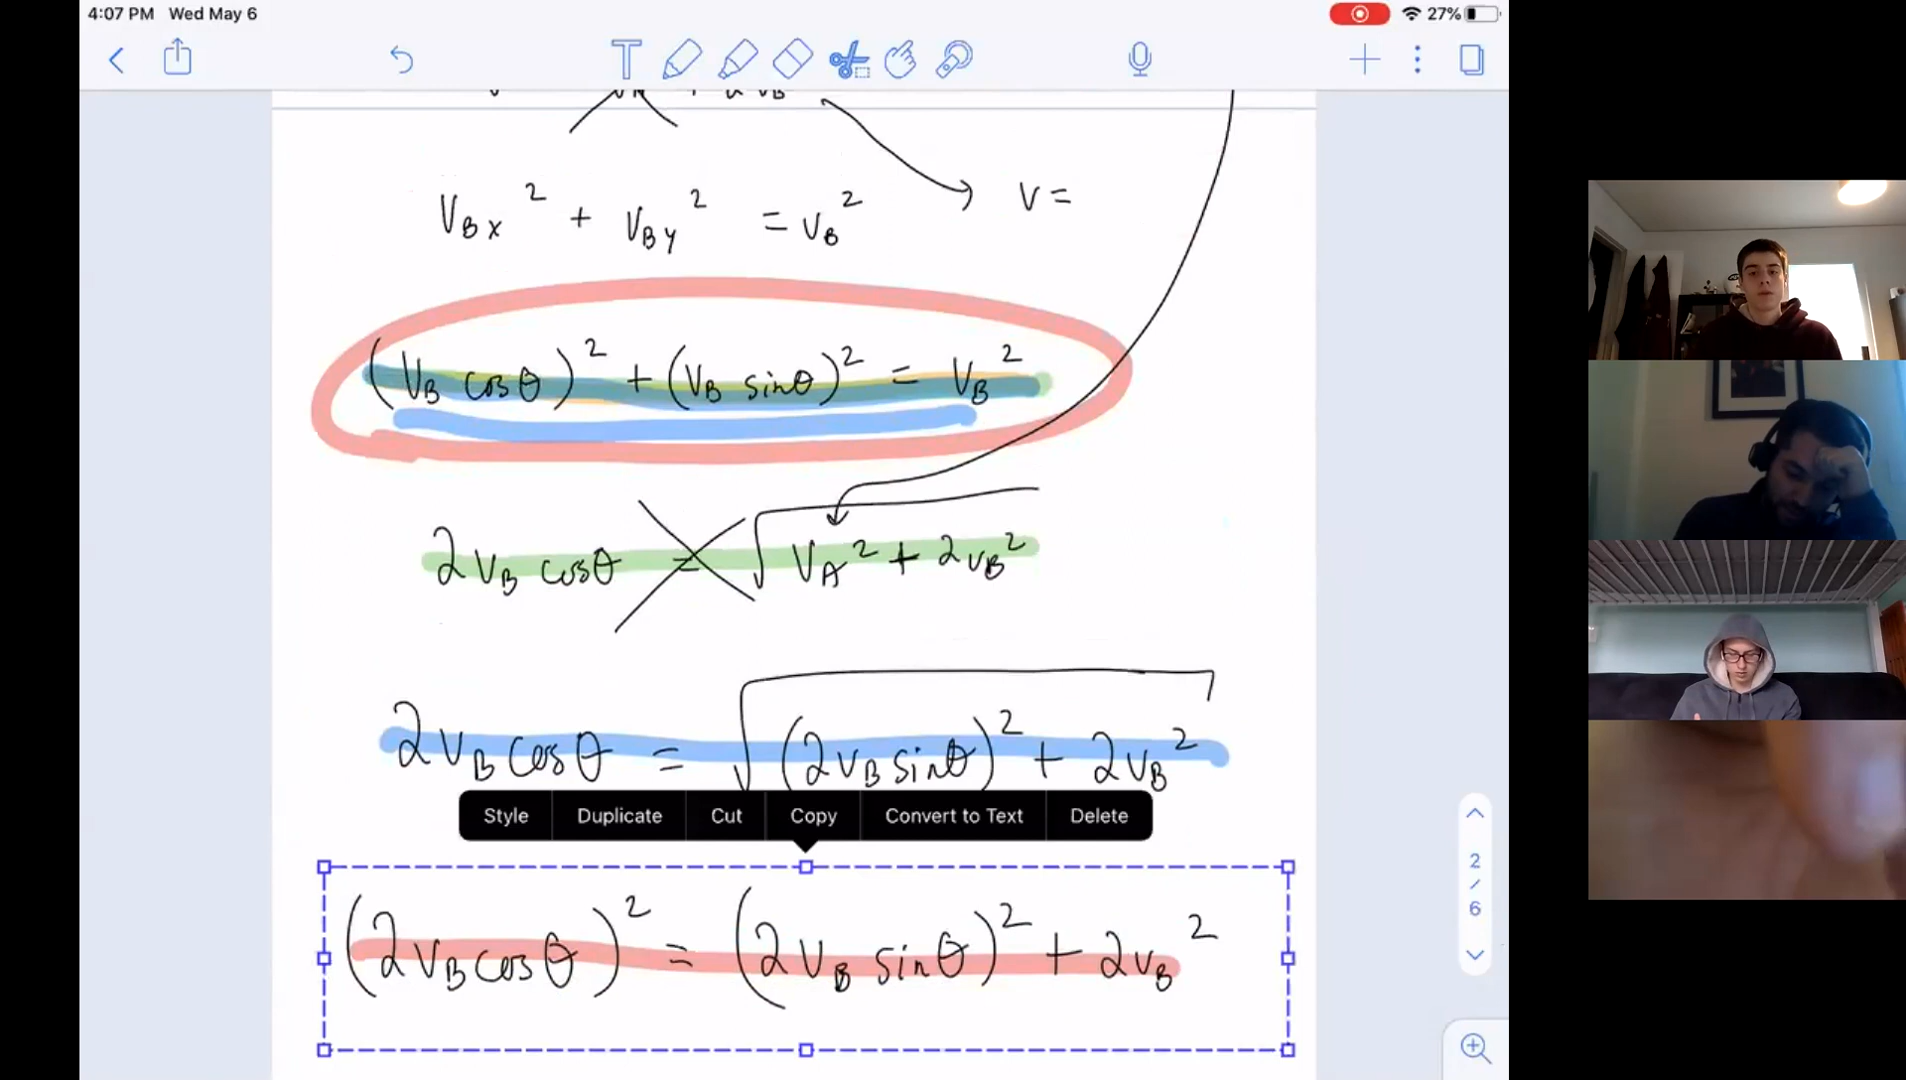 4:07 PM Wed May 6 27%
V_Bx^2 + V_By^2 = V_B^2
V =
(V_B cosθ)^2 + (V_B sinθ)^2 = V_B^2
2V_B cosθ = √(V_A^2 + 2V_B^2)
2V_B cosθ = √((2V_B sinθ)^2 + 2V_B^2)
Style Duplicate Cut Copy Convert to Text Delete
2
/
6
(2V_B cosθ)^2 = (2V_B sinθ)^2 + 2V_B^2